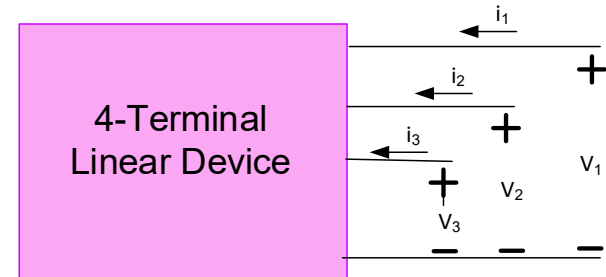 i1
i2
4-Terminal
Linear Device
i3
+
+
+
V1
V2
V3
− − −